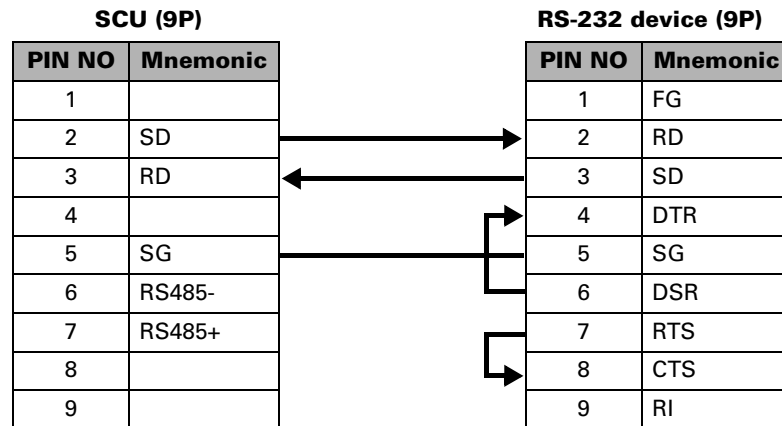 SCU (9P) RS-232 device (9P)
PIN NO Mnemonic PIN NO Mnemonic
1 1 FG
2 SD 2 RD
3 RD 3 SD
4 4 DTR
5 SG 5 SG
6 RS485- 6 DSR
7 RS485+ 7 RTS
8 8 CTS
9 9 RI